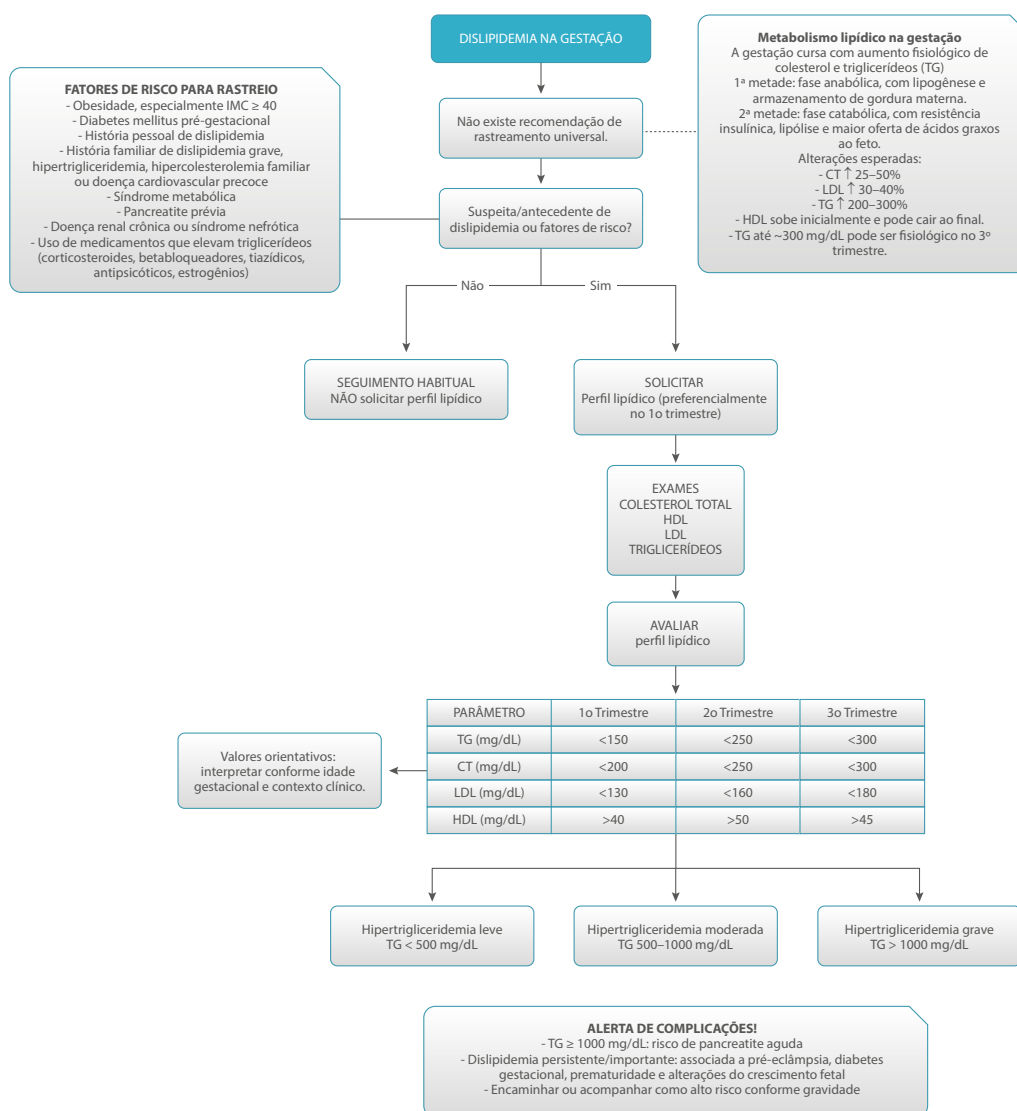 DISLIPIDEMIA NA GESTAÇÃO
Metabolismo lipídico na gestação
A gestação cursa com aumento fisiológico de
colesterol e triglicerídeos (TG)
1ª metade: fase anabólica, com lipogênese e
armazenamento de gordura materna.
2ª metade: fase catabólica, com resistência
insulínica, lipólise e maior oferta de ácidos graxos
ao feto.
Alterações esperadas:
- CT ↑ 25–50%
- LDL ↑ 30–40%
- TG ↑ 200–300%
- HDL sobe inicialmente e pode cair ao final.
- TG até ~300 mg/dL pode ser fisiológico no 3º
trimestre.
FATORES DE RISCO PARA RASTREIO
- Obesidade, especialmente IMC ≥ 40
- Diabetes mellitus pré-gestacional
- História pessoal de dislipidemia
- História familiar de dislipidemia grave,
hipertrigliceridemia, hipercolesterolemia familiar
ou doença cardiovascular precoce
- Síndrome metabólica
- Pancreatite prévia
- Doença renal crônica ou síndrome nefrótica
- Uso de medicamentos que elevam triglicerídeos
(corticosteroides, betabloqueadores, tiazídicos,
antipsicóticos, estrogênios)
Não existe recomendação de
rastreamento universal.
Suspeita/antecedente de
dislipidemia ou fatores de risco?
Não
Sim
SEGUIMENTO HABITUAL
NÃO solicitar perfil lipídico
SOLICITAR
Perfil lipídico (preferencialmente
no 1o trimestre)
EXAMES
COLESTEROL TOTAL
HDL
LDL
TRIGLICERÍDEOS
AVALIAR
perfil lipídico
PARÂMETRO 1o Trimestre 2o Trimestre 3o Trimestre
TG (mg/dL) <150 <250 <300
CT (mg/dL) <200 <250 <300
LDL (mg/dL) <130 <160 <180
HDL (mg/dL) >40 >50 >45
Valores orientativos:
interpretar conforme idade
gestacional e contexto clínico.
Hipertrigliceridemia leve
TG < 500 mg/dL
Hipertrigliceridemia moderada
TG 500–1000 mg/dL
Hipertrigliceridemia grave
TG > 1000 mg/dL
ALERTA DE COMPLICAÇÕES!
- TG ≥ 1000 mg/dL: risco de pancreatite aguda
- Dislipidemia persistente/importante: associada a pré-eclâmpsia, diabetes
gestacional, prematuridade e alterações do crescimento fetal
- Encaminhar ou acompanhar como alto risco conforme gravidade